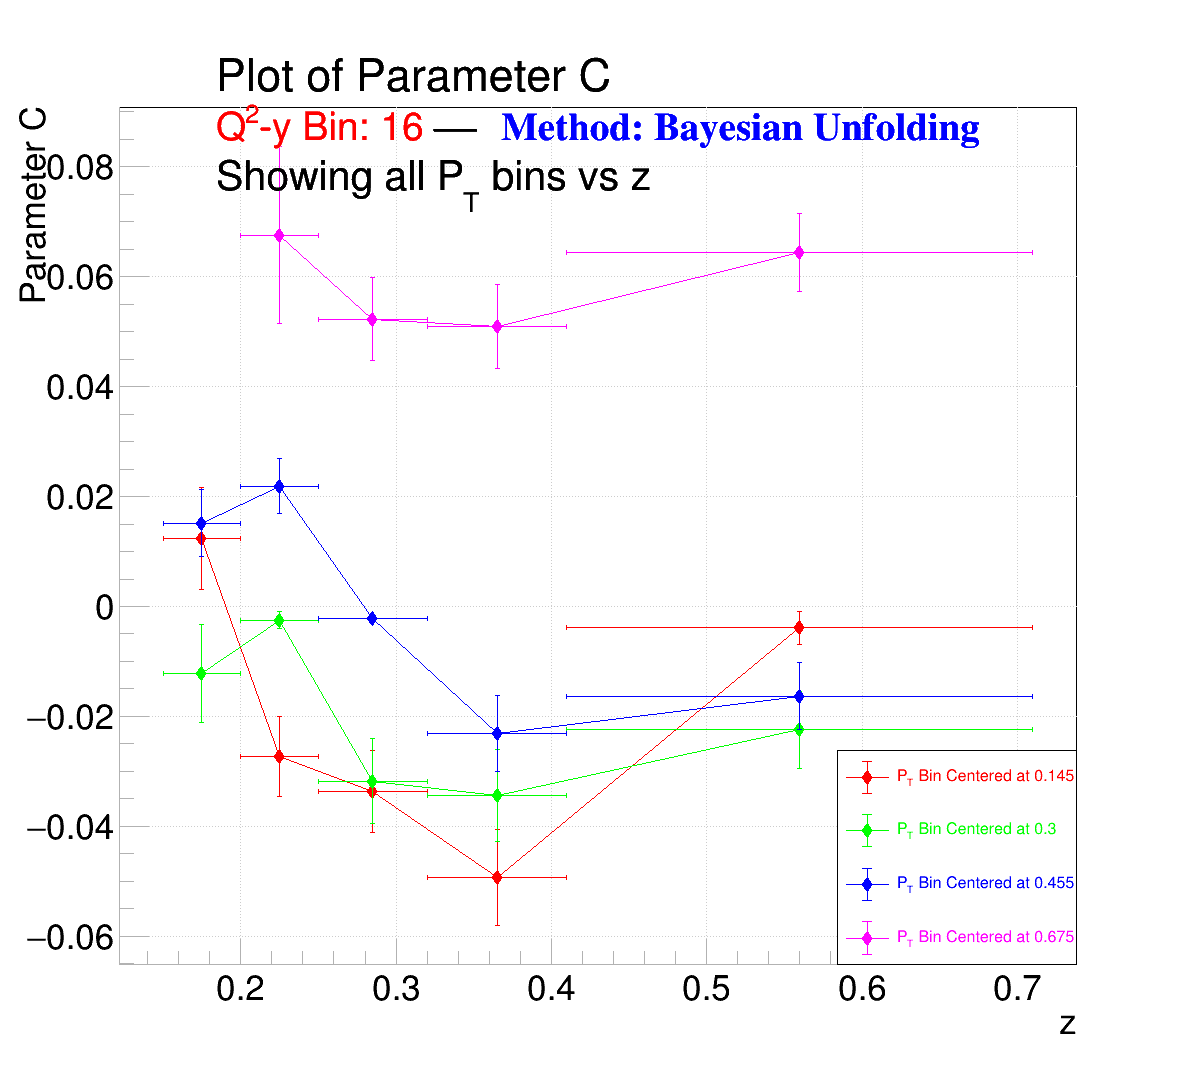 Plot of Parameter C
Q2-y Bin: 16 — Method: Bayesian Unfolding
Showing all PT bins vs z
Parameter C
0.08
0.06
0.04
0.02
0
−0.02
−0.04
−0.06
PT Bin Centered at 0.145
PT Bin Centered at 0.3
PT Bin Centered at 0.455
PT Bin Centered at 0.675
0.2 0.3 0.4 0.5 0.6 0.7
z